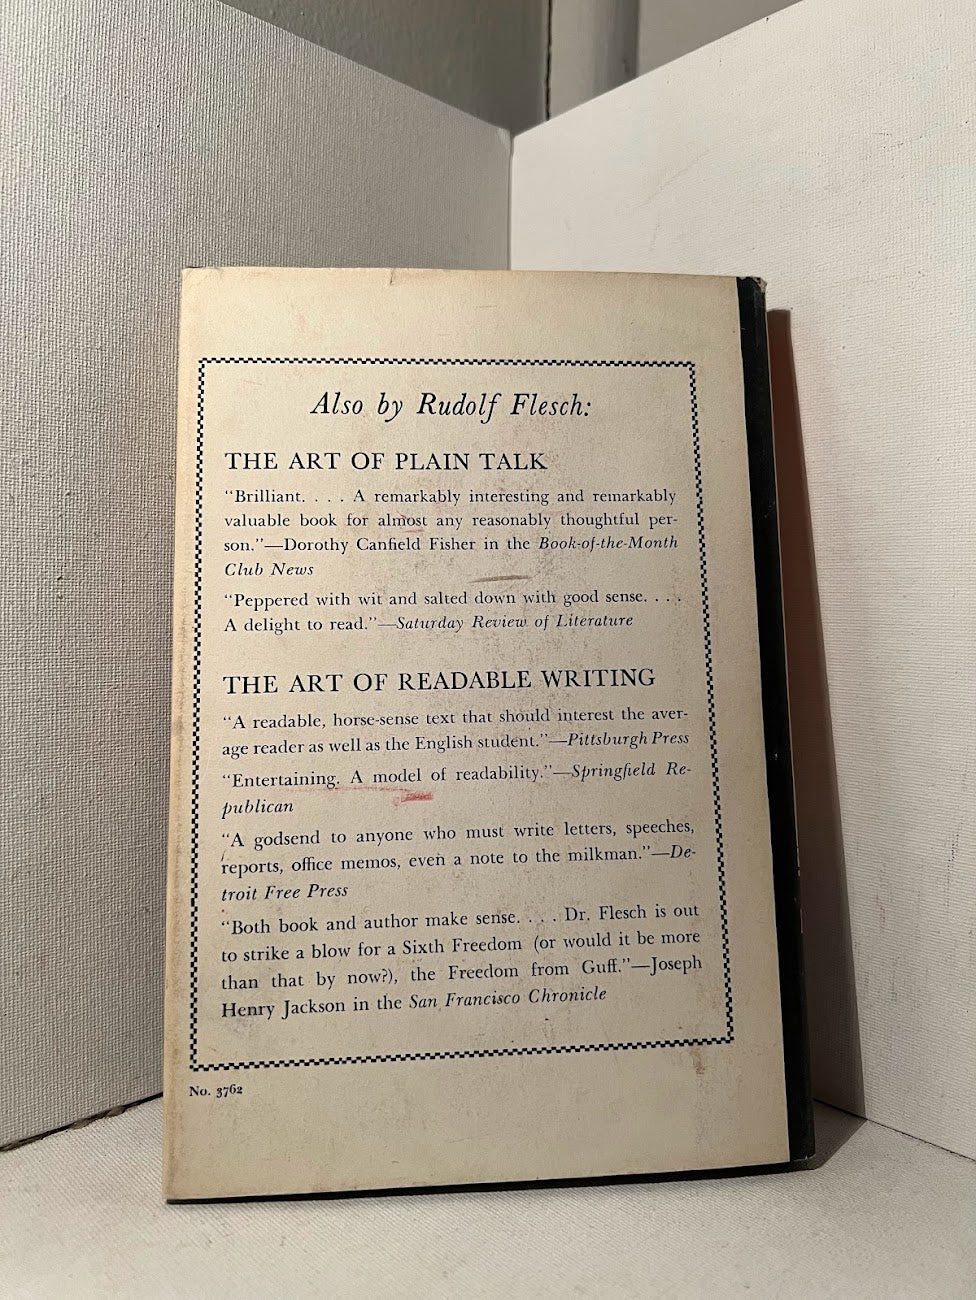 Also by Rudolf Flesch:
THE ART OF PLAIN TALK
“Brilliant. . . . A remarkably interesting and remarkably
valuable book for almost any reasonably thoughtful per-
son.”—Dorothy Canfield Fisher in the Book-of-the-Month
Club News
“Peppered with wit and salted down with good sense. . . .
A delight to read.”—Saturday Review of Literature
THE ART OF READABLE WRITING
“A readable, horse-sense text that should interest the aver-
age reader as well as the English student.”—Pittsburgh Press
“Entertaining. A model of readability.”—Springfield Re-
publican
“A godsend to anyone who must write letters, speeches,
reports, office memos, even a note to the milkman.”—De-
troit Free Press
“Both book and author make sense. . . . Dr. Flesch is out
to strike a blow for a Sixth Freedom (or would it be more
than that by now?), the Freedom from Guff.”—Joseph
Henry Jackson in the San Francisco Chronicle
No. 3762